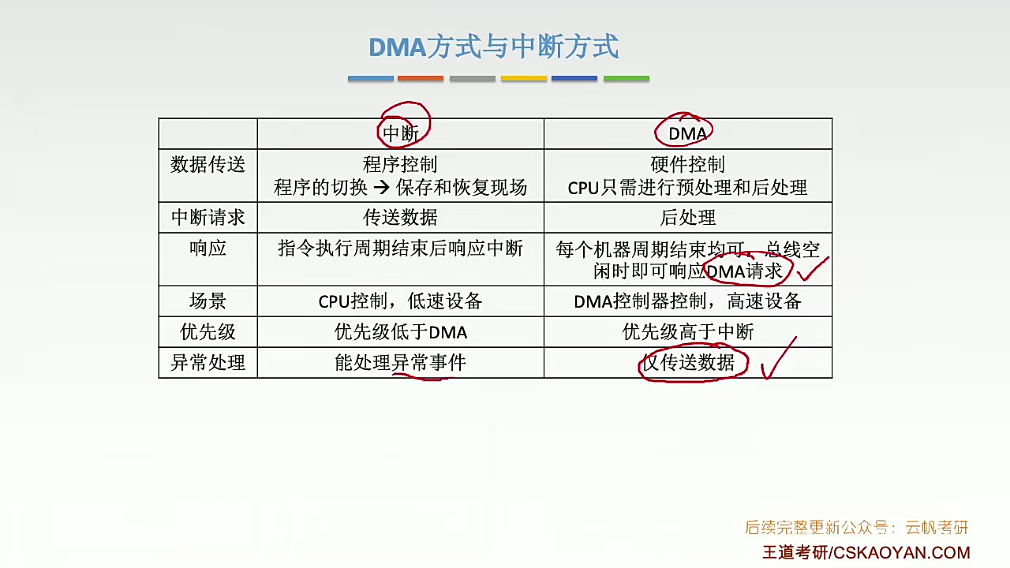 DMA方式与中断方式
中断 DMA
数据传送 程序控制 硬件控制
程序的切换 → 保存和恢复现场 CPU只需进行预处理和后处理
中断请求 传送数据 后处理
响应 指令执行周期结束后响应中断 每个机器周期结束均可，总线空
闲时即可响应DMA请求
场景 CPU控制，低速设备 DMA控制器控制，高速设备
优先级 优先级低于DMA 优先级高于中断
异常处理 能处理异常事件 仅传送数据
后续完整更新公众号：云帆考研
王道考研/CSKAOYAN.COM